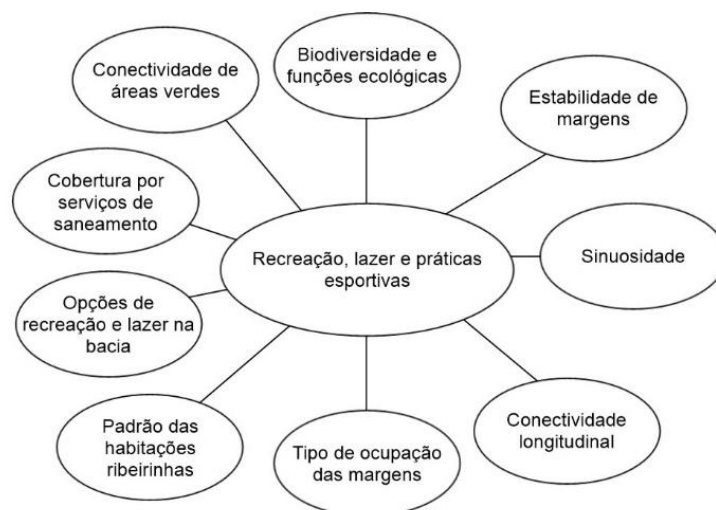 Biodiversidade e
funções ecológicas
Conectividade de
áreas verdes
Estabilidade de
margens
Cobertura por
serviços de
saneamento
Recreação, lazer e práticas
esportivas
Sinuosidade
Opções de
recreação e lazer na
bacia
Padrão das
habitações
ribeirinhas
Tipo de ocupação
das margens
Conectividade
longitudinal